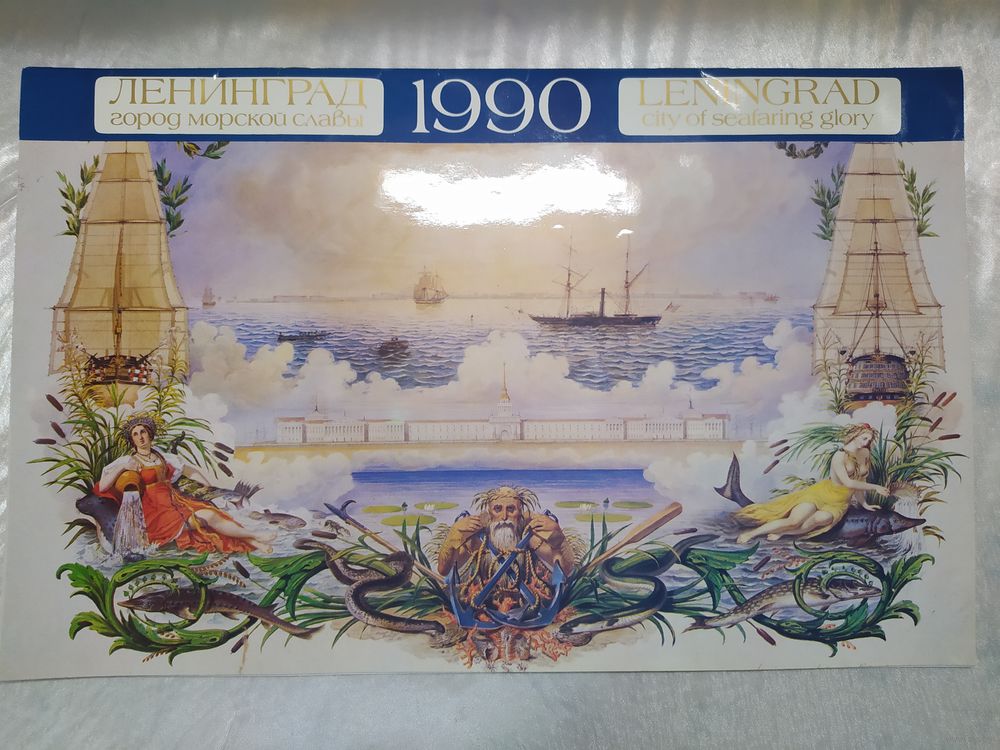 ЛЕНИНГРАД
город морской славы
1990
LENINGRAD
city of seafaring glory